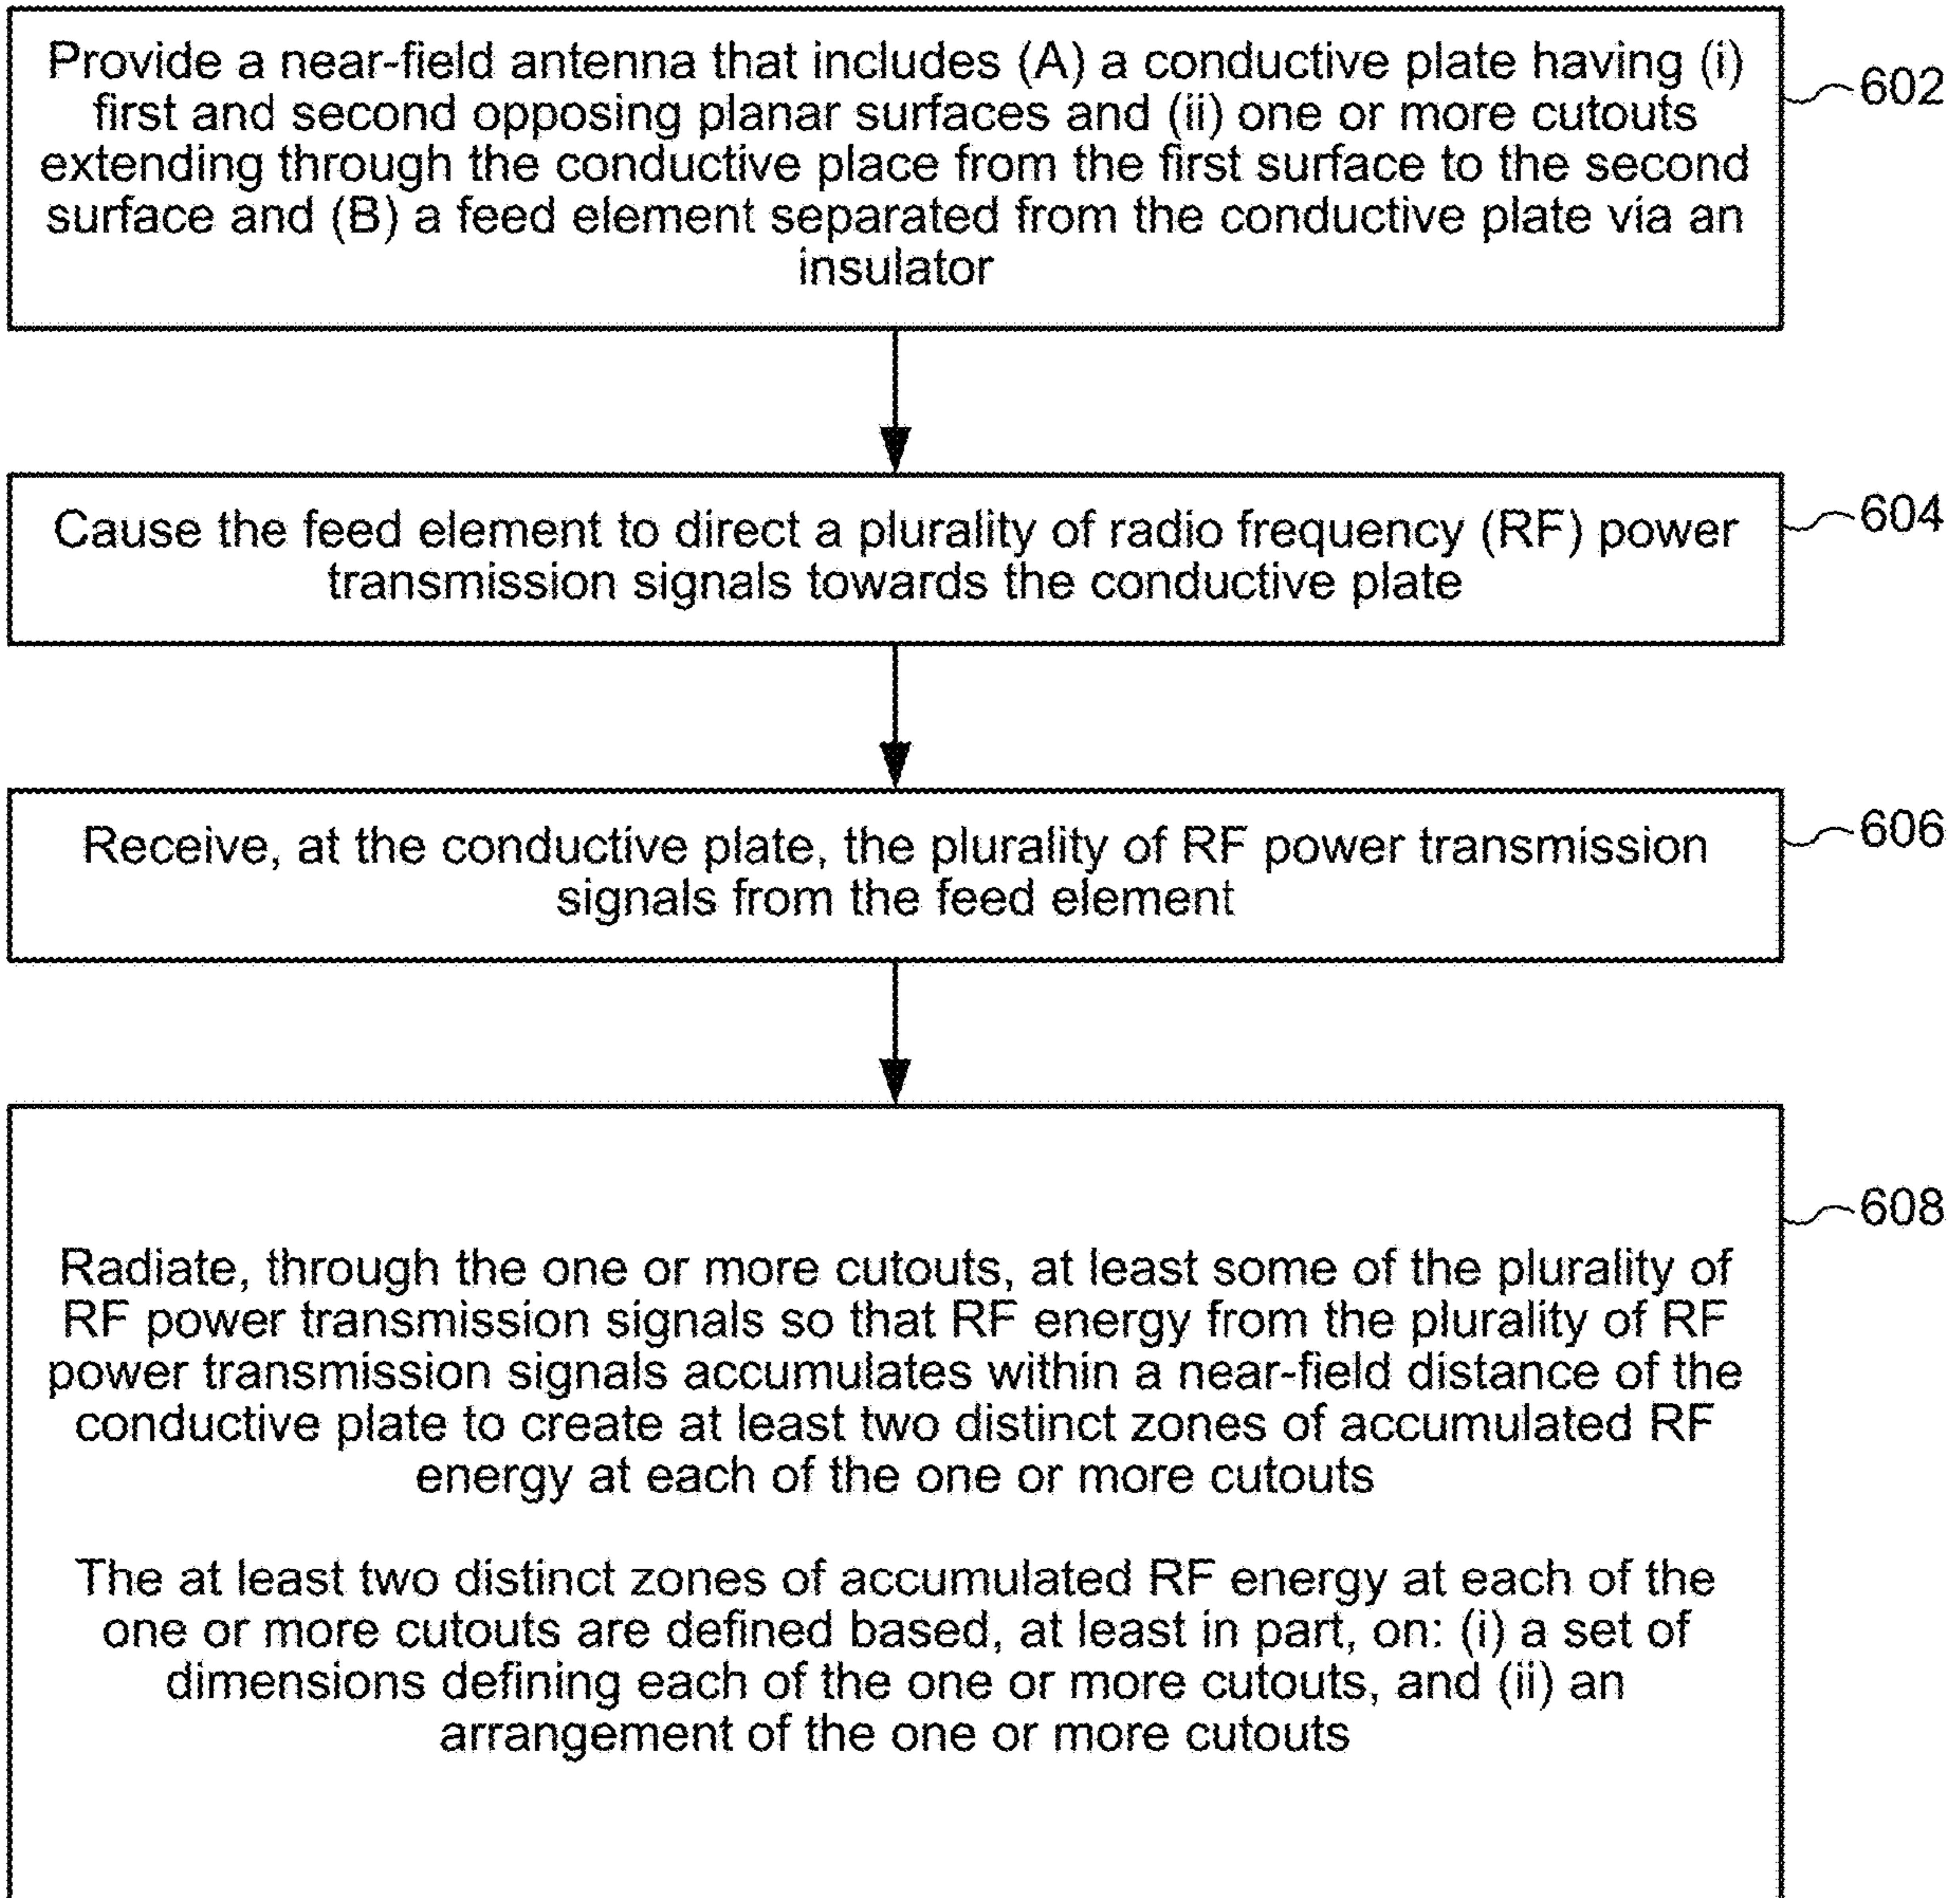 Provide a near-field antenna that includes (A) a conductive plate having (i)
first and second opposing planar surfaces and (ii) one or more cutouts
extending through the conductive place from the first surface to the second
surface and (B) a feed element separated from the conductive plate via an
insulator
602
Cause the feed element to direct a plurality of radio frequency (RF) power
transmission signals towards the conductive plate
604
Receive, at the conductive plate, the plurality of RF power transmission
signals from the feed element
606
Radiate, through the one or more cutouts, at least some of the plurality of
RF power transmission signals so that RF energy from the plurality of RF
power transmission signals accumulates within a near-field distance of the
conductive plate to create at least two distinct zones of accumulated RF
energy at each of the one or more cutouts
The at least two distinct zones of accumulated RF energy at each of the
one or more cutouts are defined based, at least in part, on: (i) a set of
dimensions defining each of the one or more cutouts, and (ii) an
arrangement of the one or more cutouts
608